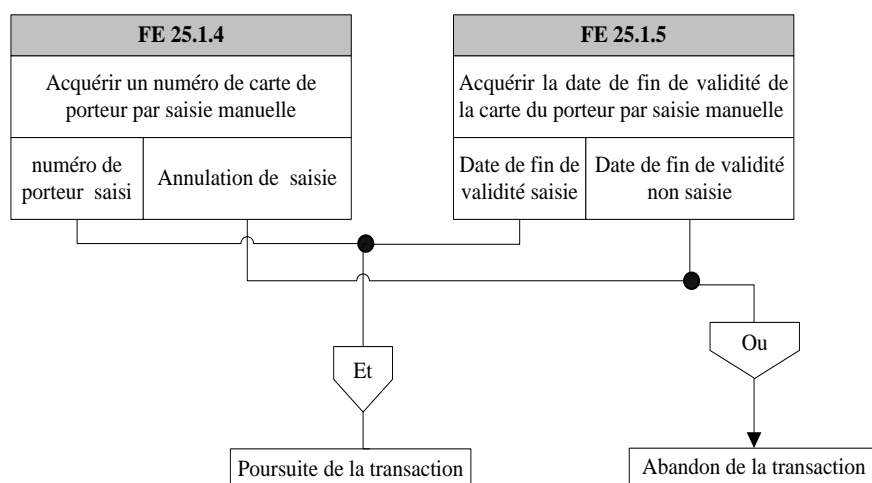 FE 25.1.4
Acquérir un numéro de carte de
porteur par saisie manuelle
numéro de
porteur saisi
Annulation de saisie
FE 25.1.5
Acquérir la date de fin de validité de
la carte du porteur par saisie manuelle
Date de fin de
validité saisie
Date de fin de validité
non saisie
Et
Ou
Poursuite de la transaction
Abandon de la transaction